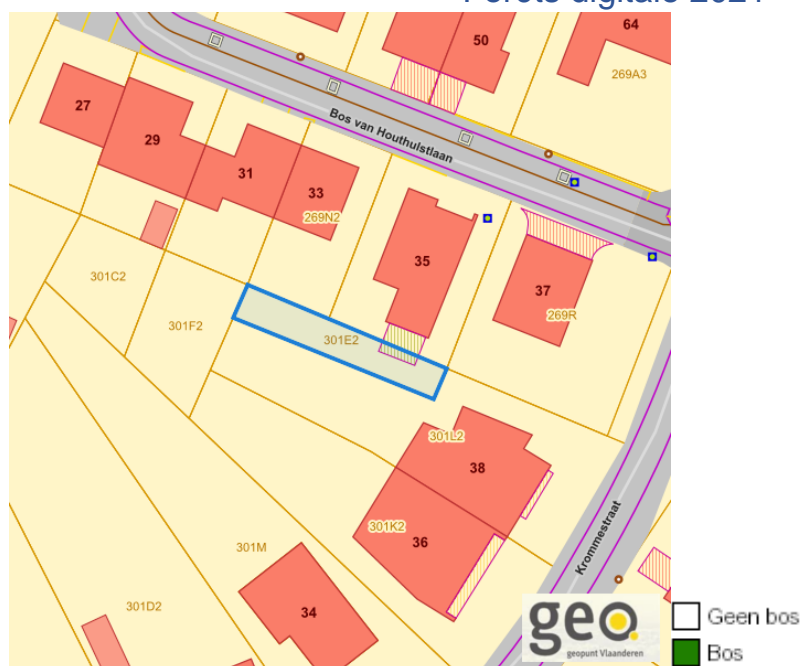 50
64
269A3
27
29
Bos van Houthulstlaan
31
33
269N2
35
37
269R
301C2
301F2
301E2
301L2
38
301K2
36
Krommestraat
301M
301D2
34
geo
geopunt Vlaanderen
Geen bos
Bos